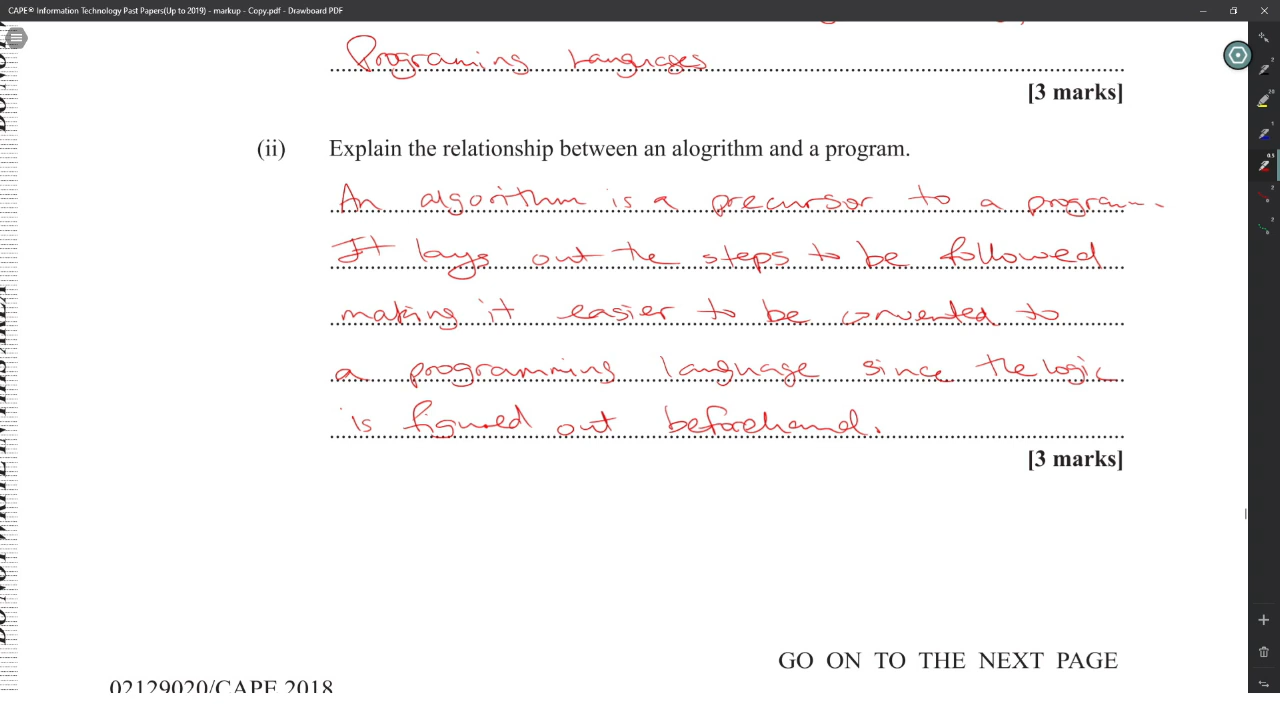 CAPE® Information Technology Past Papers(Up to 2019) - markup - Copy.pdf - Drawboard PDF
Programing Languages
[3 marks]
(ii) Explain the relationship between an alogrithm and a program.
An algorithm is a precursor to a program.
It lays out the steps to be followed
making it easier to be converted to
a programming language since the logic
is figured out beforehand.
[3 marks]
GO ON TO THE NEXT PAGE
02129020/CAPE 2018